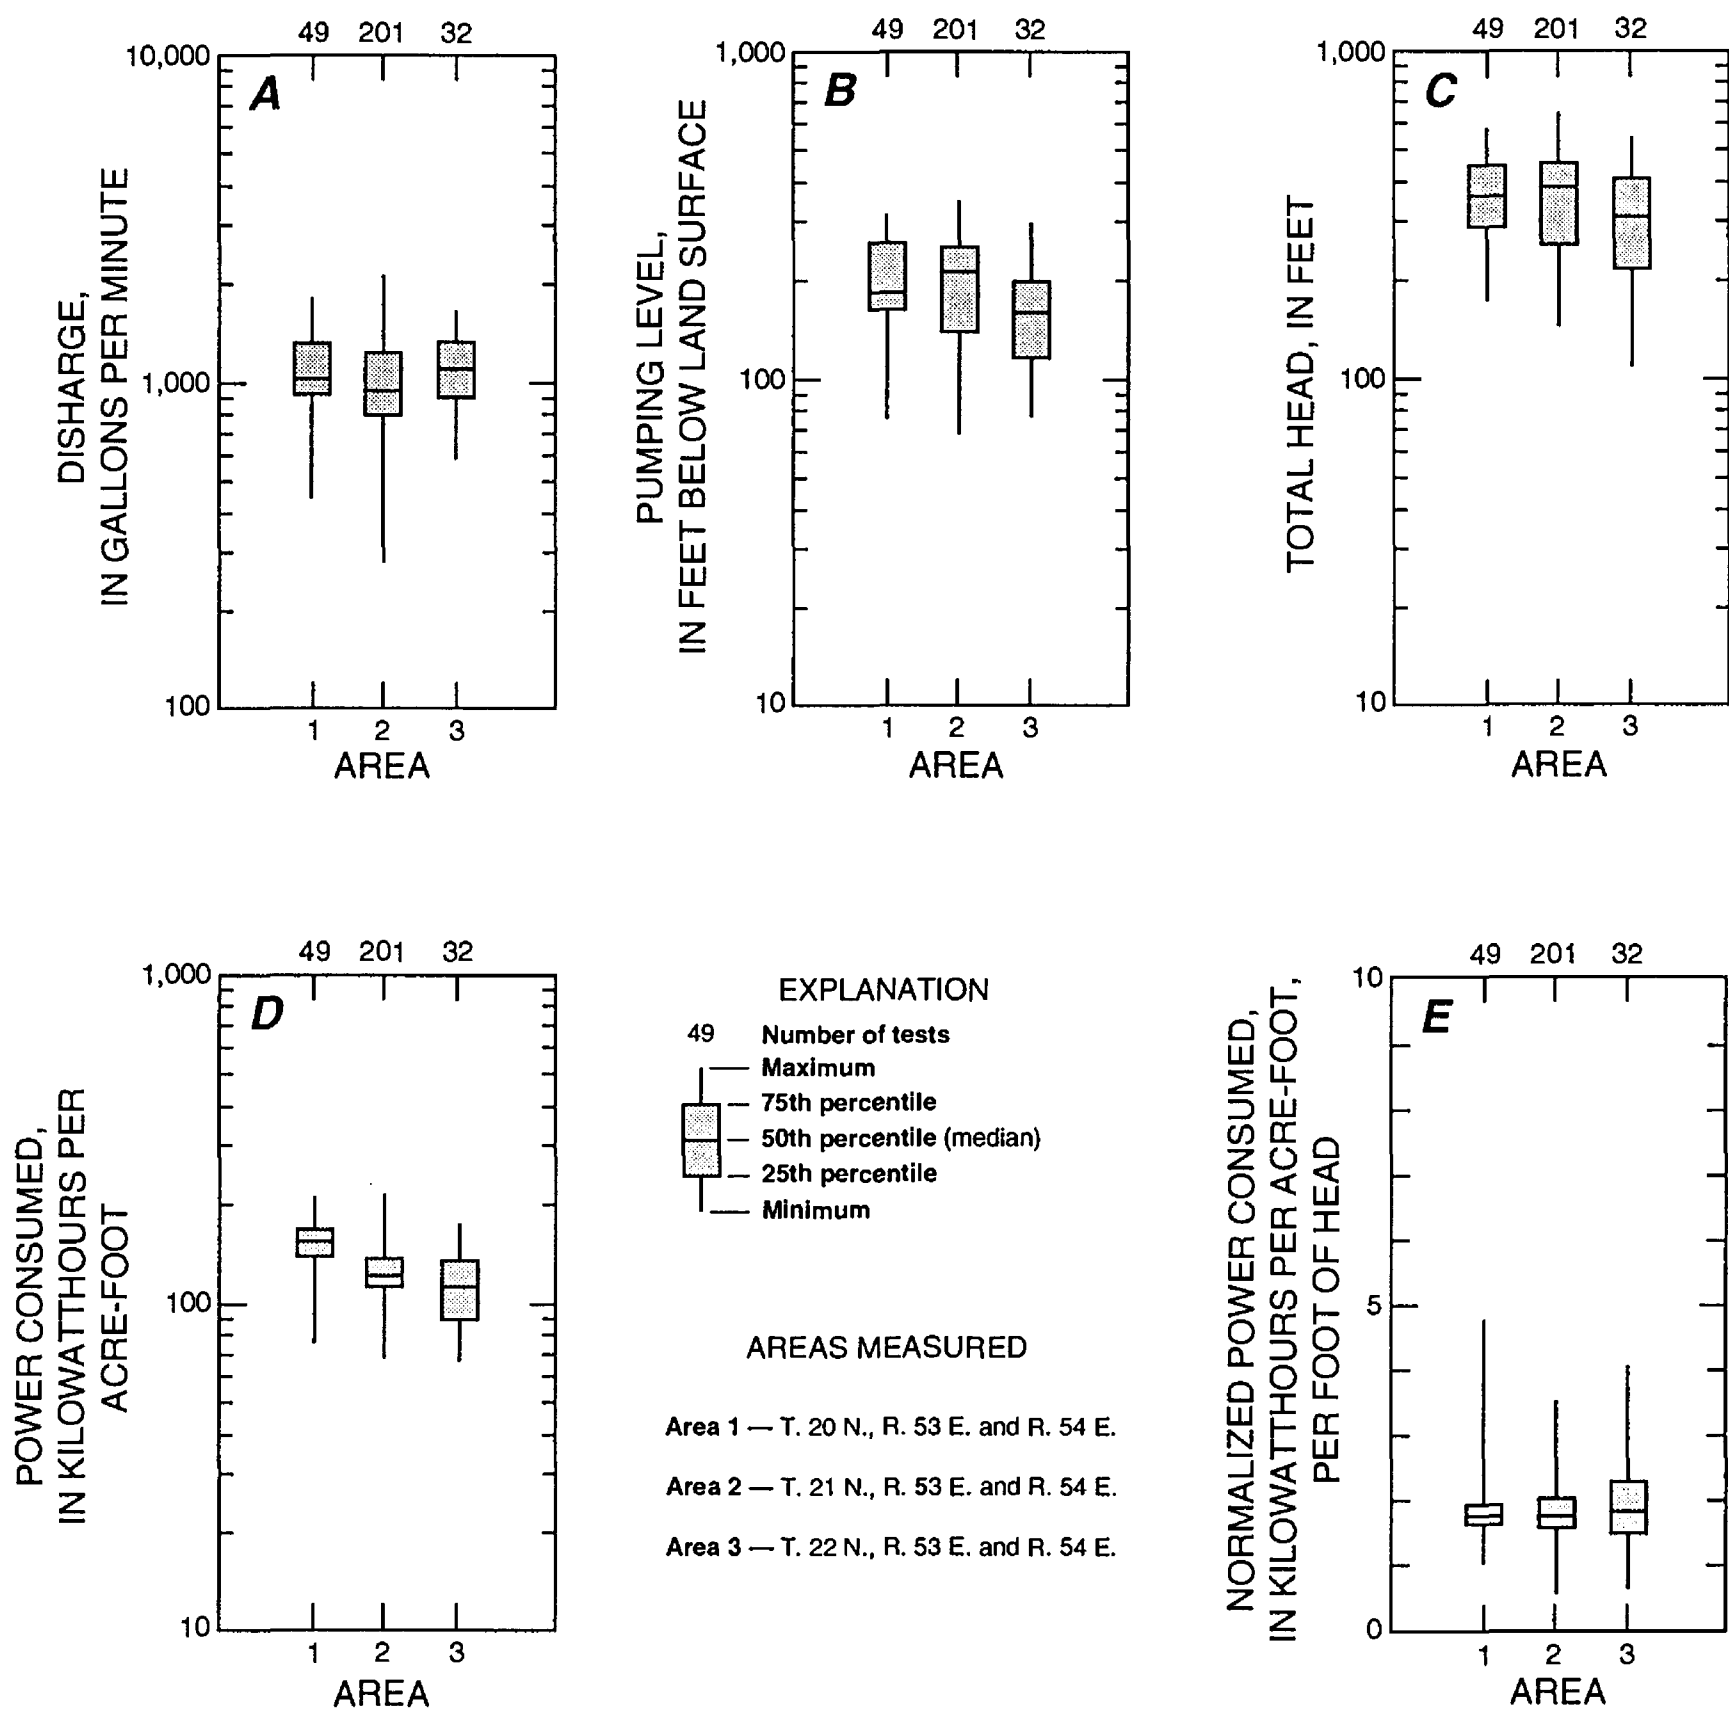 49 201 32
10,000
A
DISHARGE,
IN GALLONS PER MINUTE
1,000
100
1 2 3
AREA
49 201 32
1,000
B
PUMPING LEVEL,
IN FEET BELOW LAND SURFACE
100
10
1 2 3
AREA
49 201 32
1,000
C
TOTAL HEAD, IN FEET
100
10
1 2 3
AREA
49 201 32
1,000
D
POWER CONSUMED,
IN KILOWATTHOURS PER
ACRE-FOOT
100
10
1 2 3
AREA
EXPLANATION
49 Number of tests
Maximum
75th percentile
50th percentile (median)
25th percentile
Minimum
AREAS MEASURED
Area 1 — T. 20 N., R. 53 E. and R. 54 E.
Area 2 — T. 21 N., R. 53 E. and R. 54 E.
Area 3 — T. 22 N., R. 53 E. and R. 54 E.
49 201 32
10
E
NORMALIZED POWER CONSUMED,
IN KILOWATTHOURS PER ACRE-FOOT,
PER FOOT OF HEAD
5
0
1 2 3
AREA